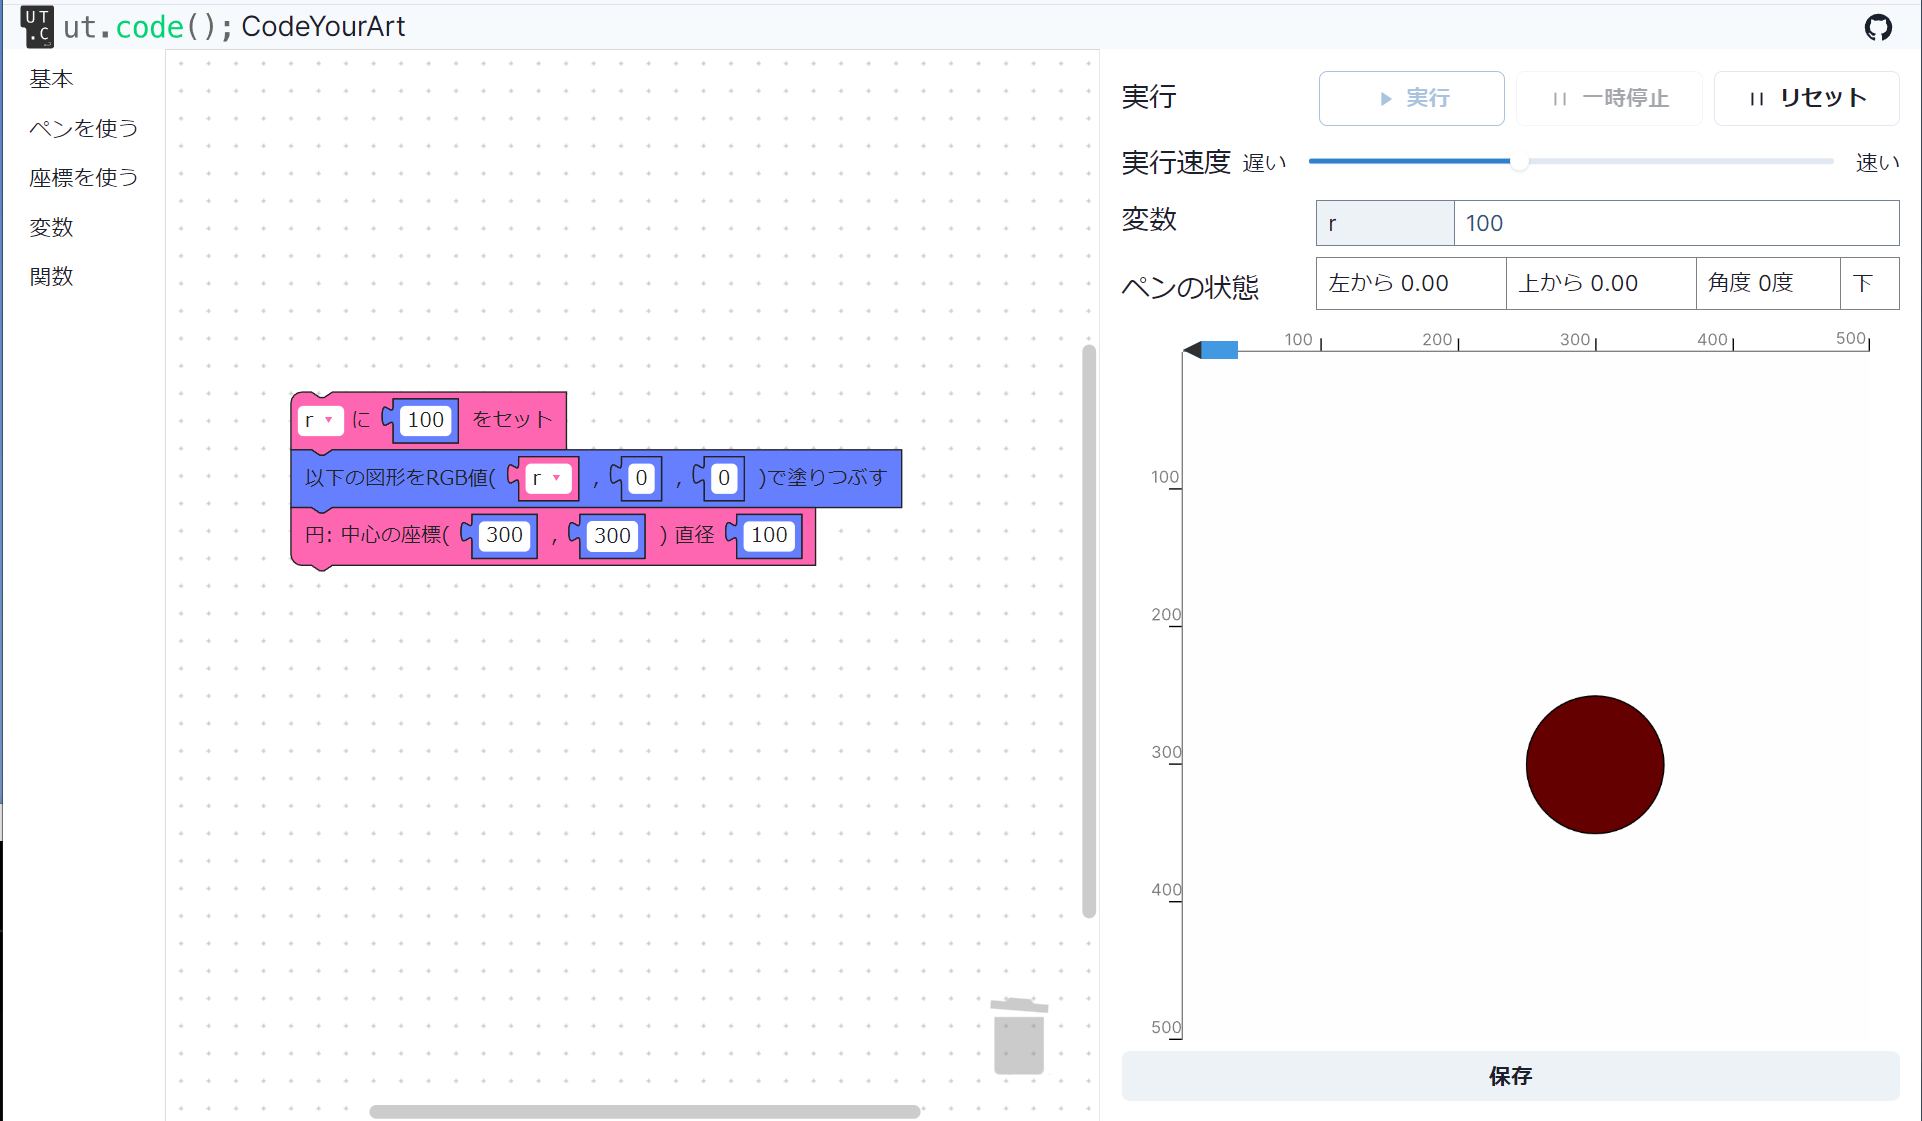 UT.C ut.code(); CodeYourArt
基本
ペンを使う
座標を使う
変数
関数
r に 100 をセット
以下の図形をRGB値( r , 0 , 0 )で塗りつぶす
円: 中心の座標( 300 , 300 ) 直径 100
実行 実行 一時停止 リセット
実行速度 遅い 速い
変数 r 100
ペンの状態 左から 0.00 上から 0.00 角度 0度 下
100 200 300 400 500
100
200
300
400
500
保存